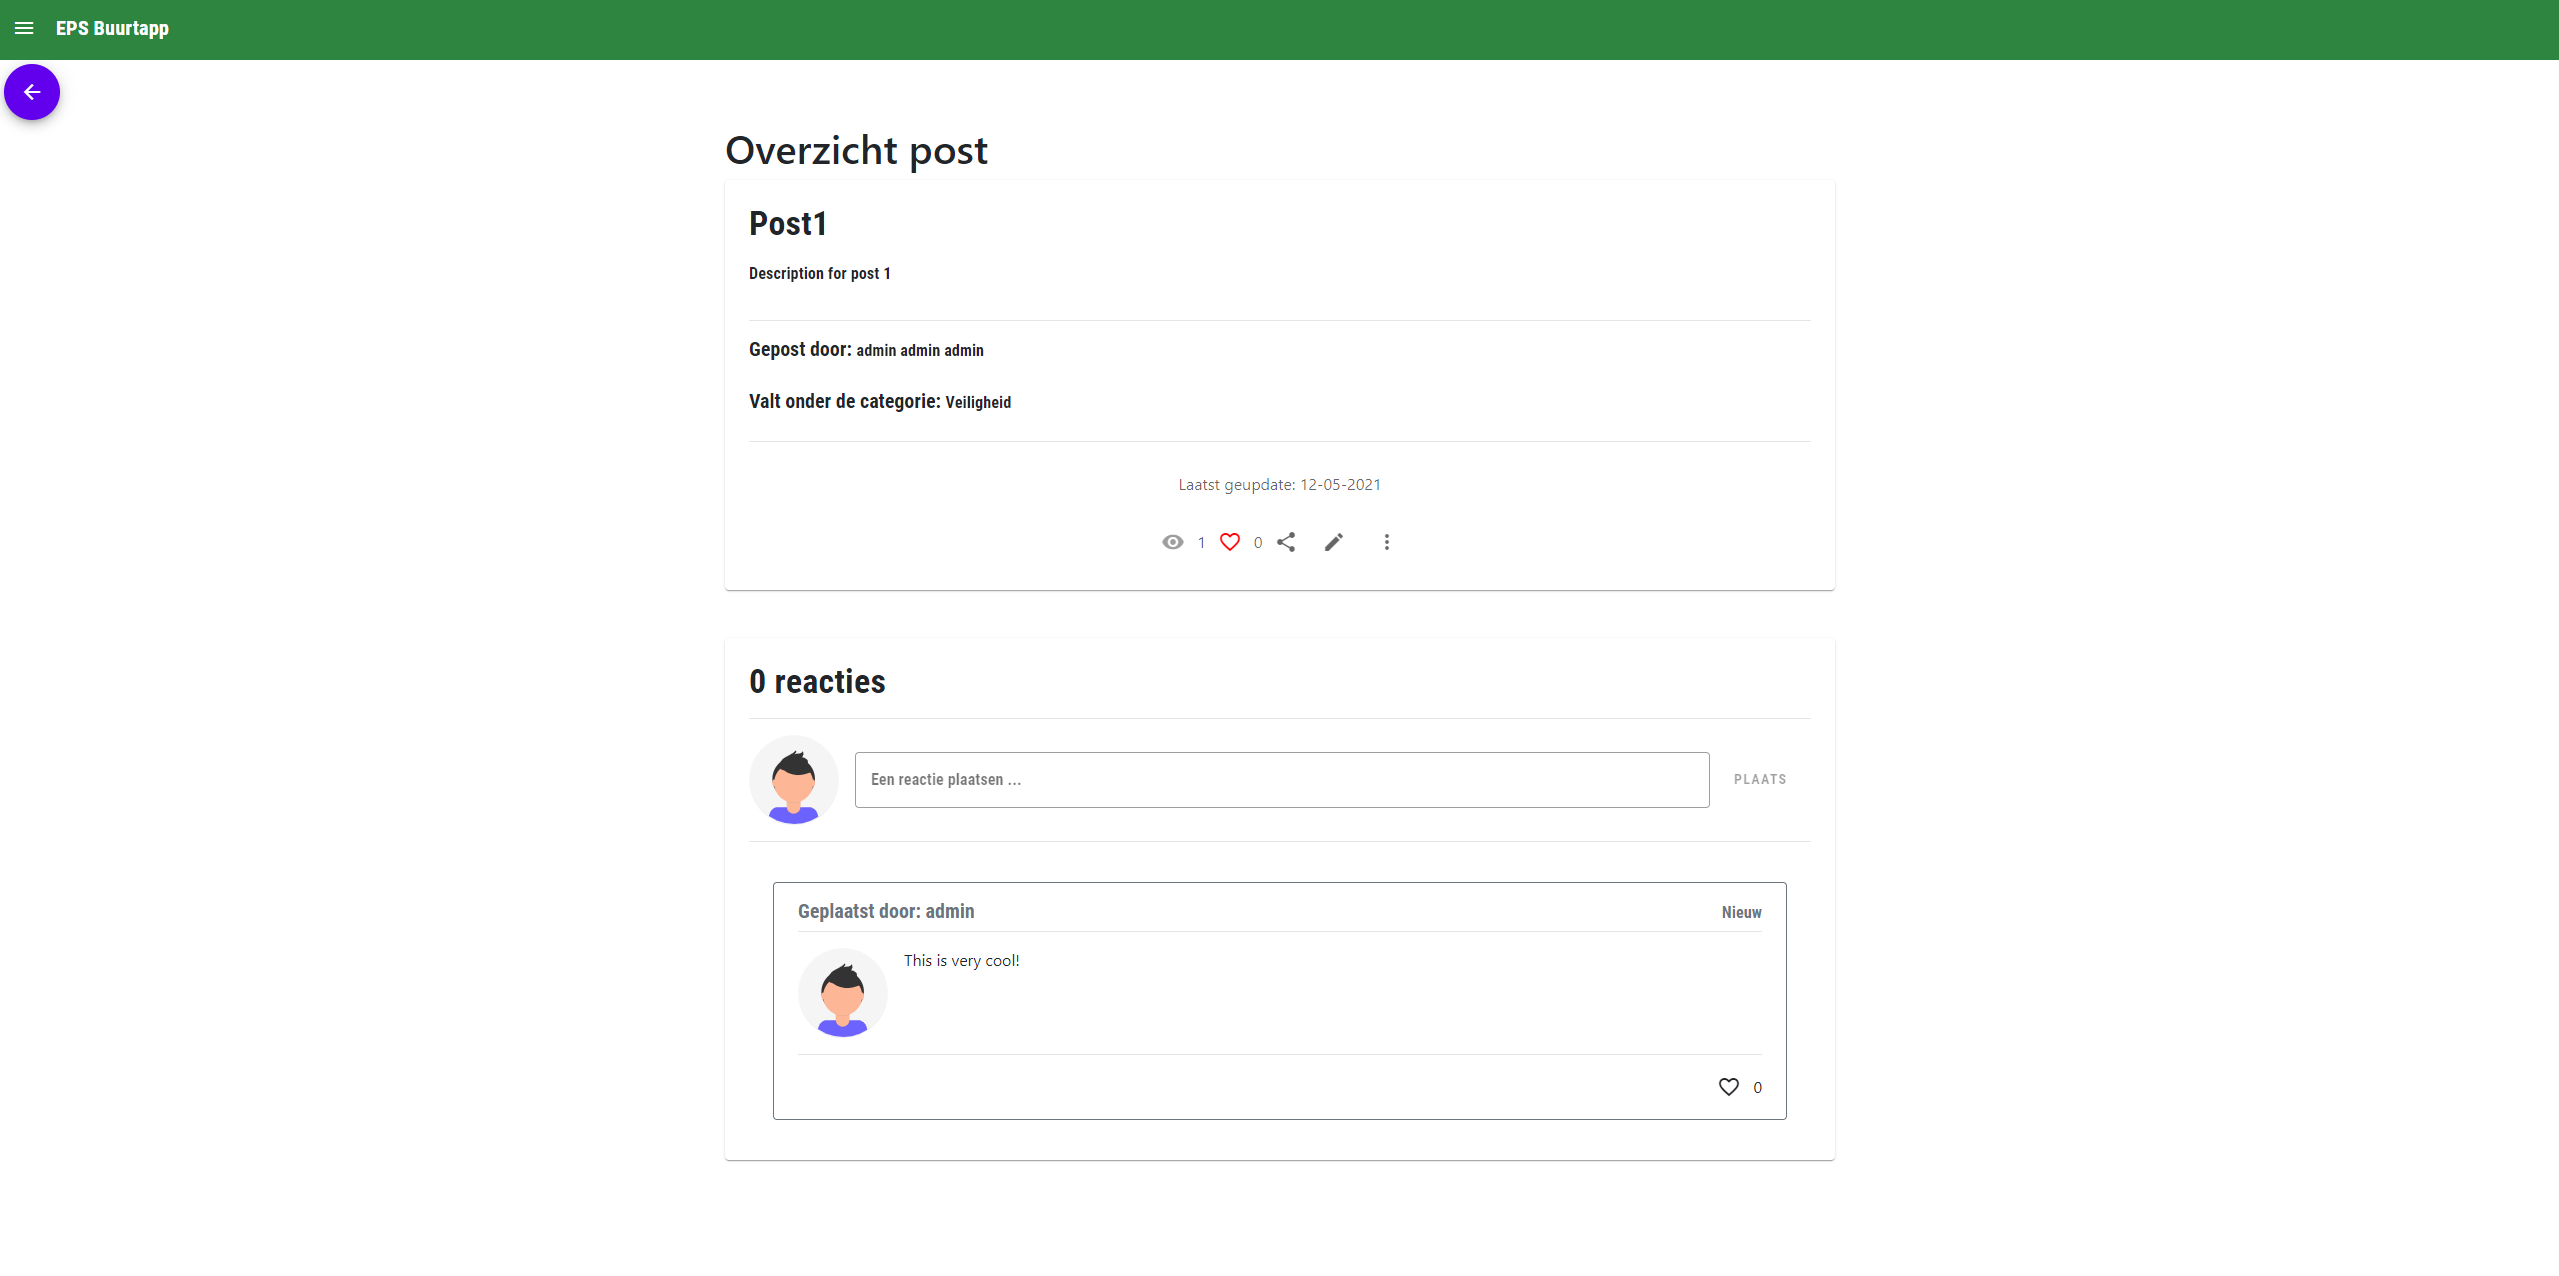 EPS Buurtapp
Overzicht post
Post1
Description for post 1
Gepost door: admin admin admin
Valt onder de categorie: Veiligheid
Laatst geupdate: 12-05-2021
1 0
0 reacties
Een reactie plaatsen ... PLAATS
Geplaatst door: admin Nieuw
This is very cool!
0